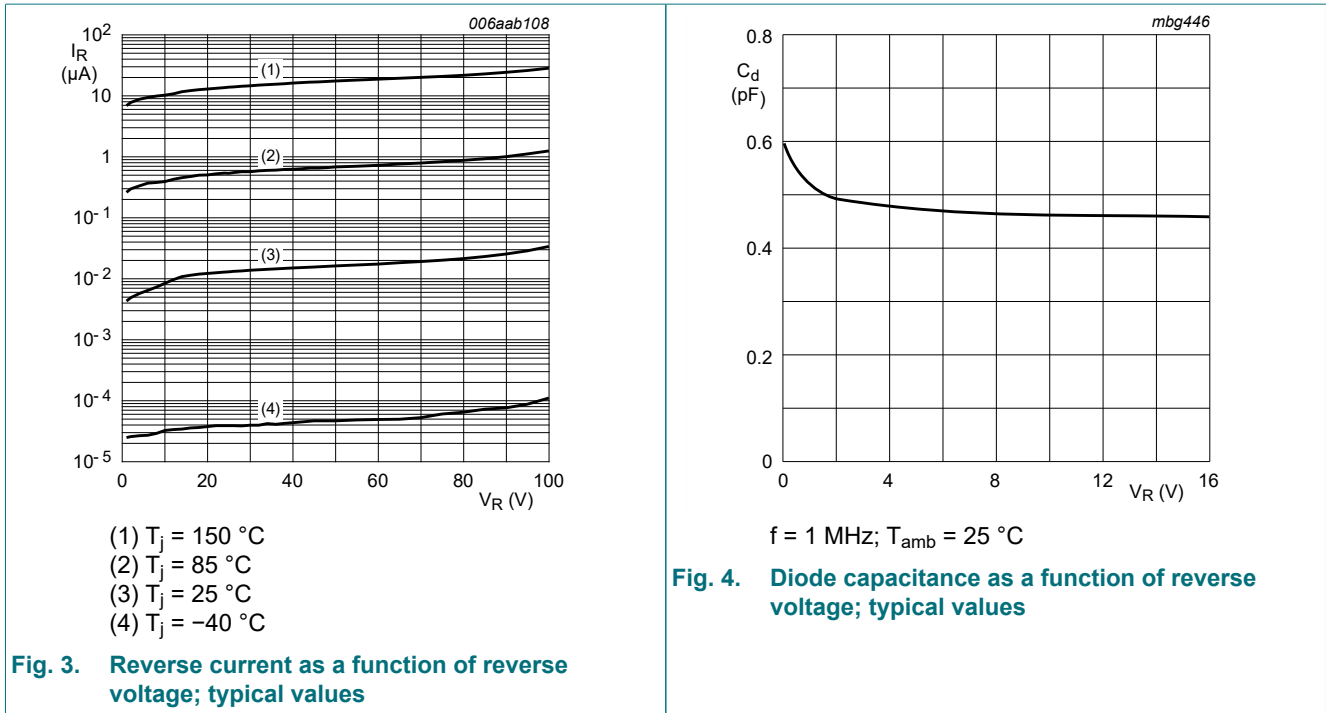 006aab108
10²
I_R
(µA)
10
1
10⁻¹
10⁻²
10⁻³
10⁻⁴
10⁻⁵
(1)
(2)
(3)
(4)
0 20 40 60 80 100
V_R (V)
(1) T_j = 150 °C
(2) T_j = 85 °C
(3) T_j = 25 °C
(4) T_j = −40 °C
Fig. 3. Reverse current as a function of reverse
voltage; typical values
mbg446
0.8
C_d
(pF)
0.6
0.4
0.2
0
0 4 8 12 16
V_R (V)
f = 1 MHz; T_amb = 25 °C
Fig. 4. Diode capacitance as a function of reverse
voltage; typical values